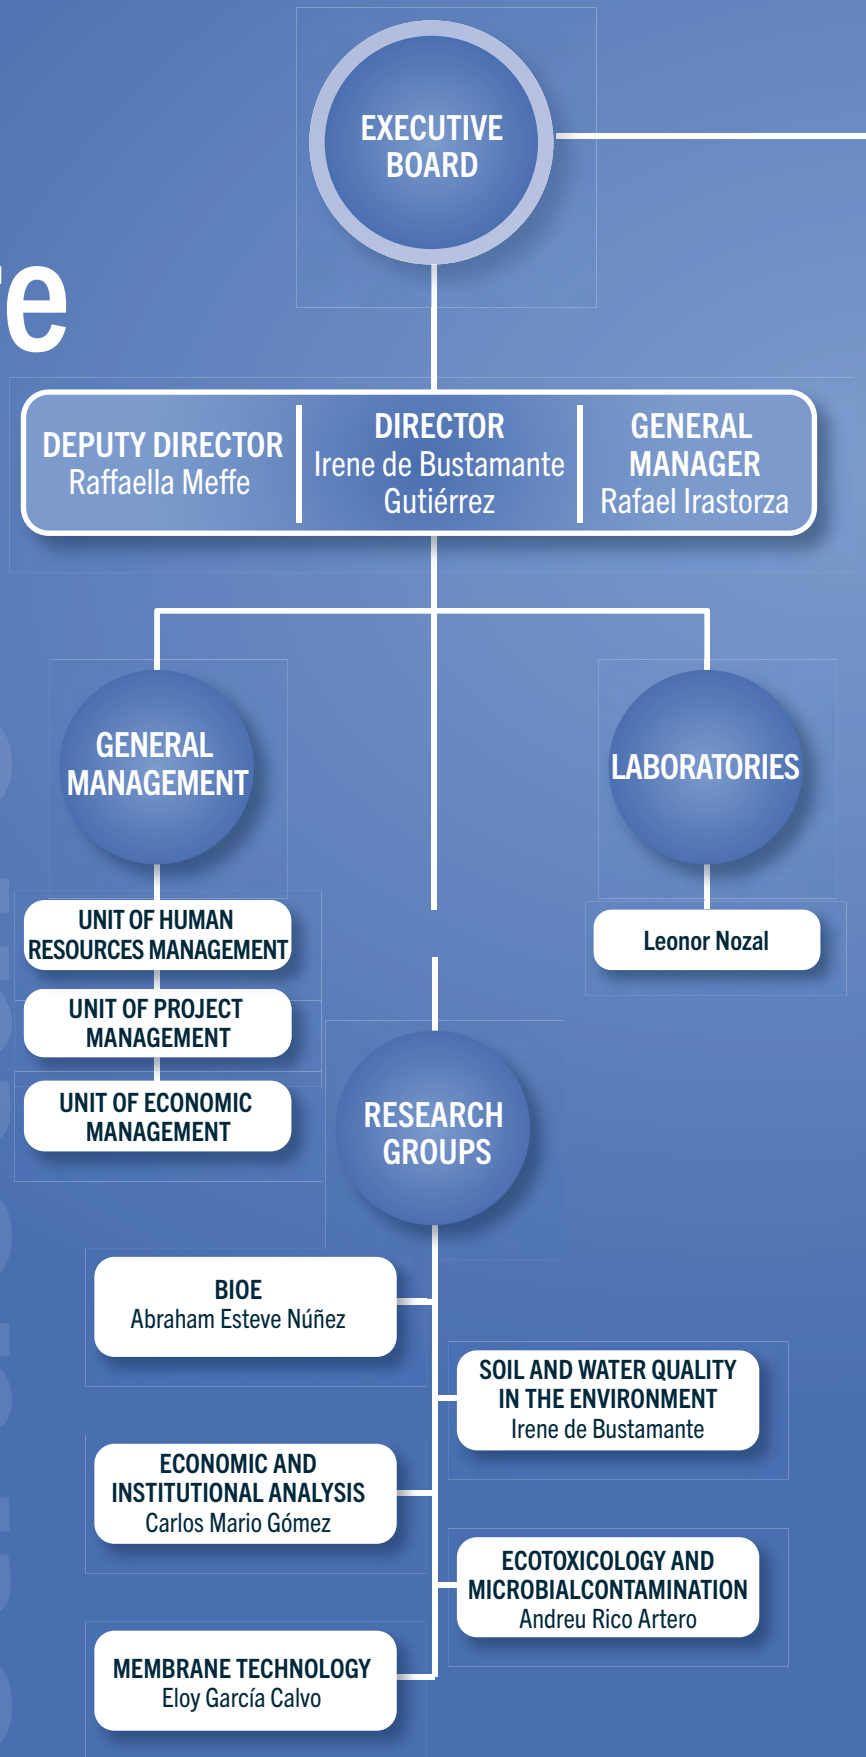 EXECUTIVE
BOARD
re
DEPUTY DIRECTOR
Raffaella Meffe
DIRECTOR
Irene de Bustamante
Gutiérrez
GENERAL
MANAGER
Rafael Irastorza
GENERAL
MANAGEMENT
LABORATORIES
UNIT OF HUMAN
RESOURCES MANAGEMENT
Leonor Nozal
UNIT OF PROJECT
MANAGEMENT
UNIT OF ECONOMIC
MANAGEMENT
RESEARCH
GROUPS
BIOE
Abraham Esteve Núñez
SOIL AND WATER QUALITY
IN THE ENVIRONMENT
Irene de Bustamante
ECONOMIC AND
INSTITUTIONAL ANALYSIS
Carlos Mario Gómez
ECOTOXICOLOGY AND
MICROBIALCONTAMINATION
Andreu Rico Artero
MEMBRANE TECHNOLOGY
Eloy García Calvo